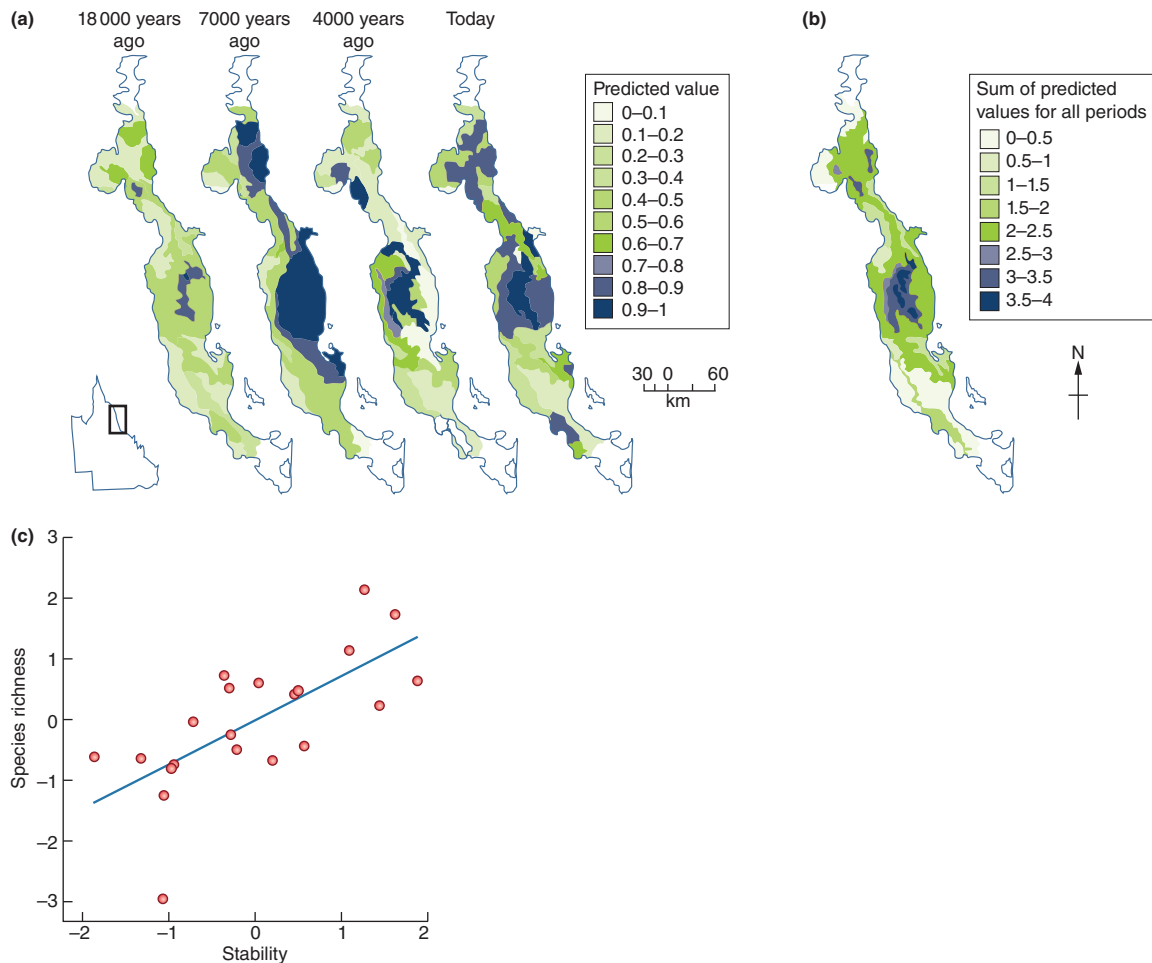 (a)
18 000 years
ago
7000 years
ago
4000 years
ago
Today
Predicted value
0–0.1
0.1–0.2
0.2–0.3
0.3–0.4
0.4–0.5
0.5–0.6
0.6–0.7
0.7–0.8
0.8–0.9
0.9–1
30 0 60
km
(b)
Sum of predicted
values for all periods
0–0.5
0.5–1
1–1.5
1.5–2
2–2.5
2.5–3
3–3.5
3.5–4
N
(c)
Species richness
3
2
1
0
–1
–2
–3
–2 –1 0 1 2
Stability